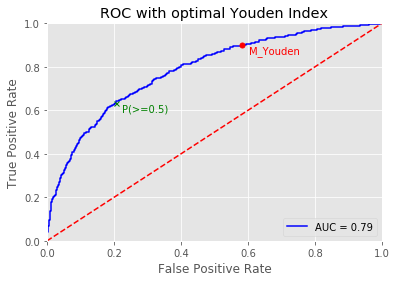 ROC with optimal Youden Index
1.0
0.8
0.6
0.4
0.2
0.0
True Positive Rate
M_Youden
P(>=0.5)
AUC = 0.79
0.0 0.2 0.4 0.6 0.8 1.0
False Positive Rate